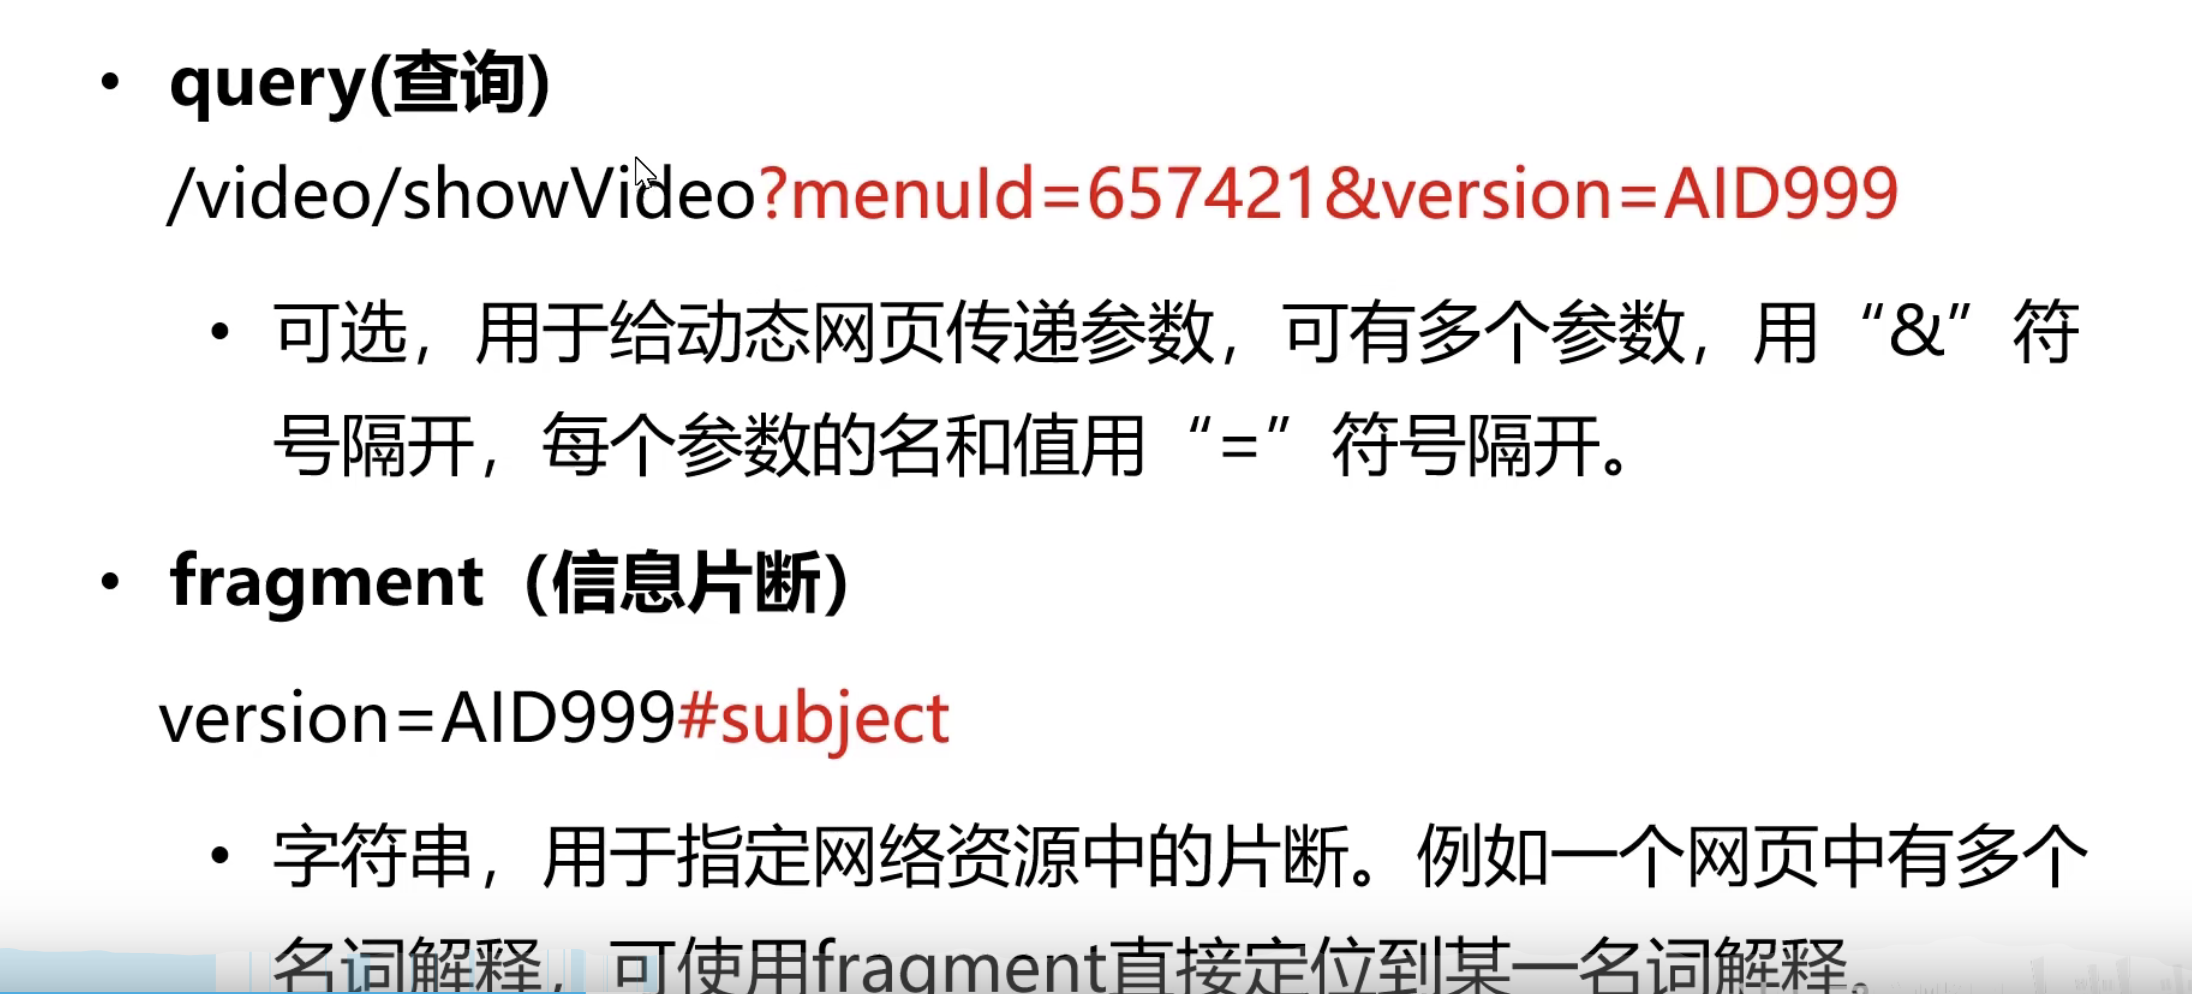 • query(查询)
/video/showVideo?menuId=657421&version=AID999
• 可选，用于给动态网页传递参数，可有多个参数，用“&”符
号隔开，每个参数的名和值用“=”符号隔开。
• fragment（信息片断）
version=AID999#subject
• 字符串，用于指定网络资源中的片断。例如一个网页中有多个
名词解释，可使用fragment直接定位到某一名词解释。